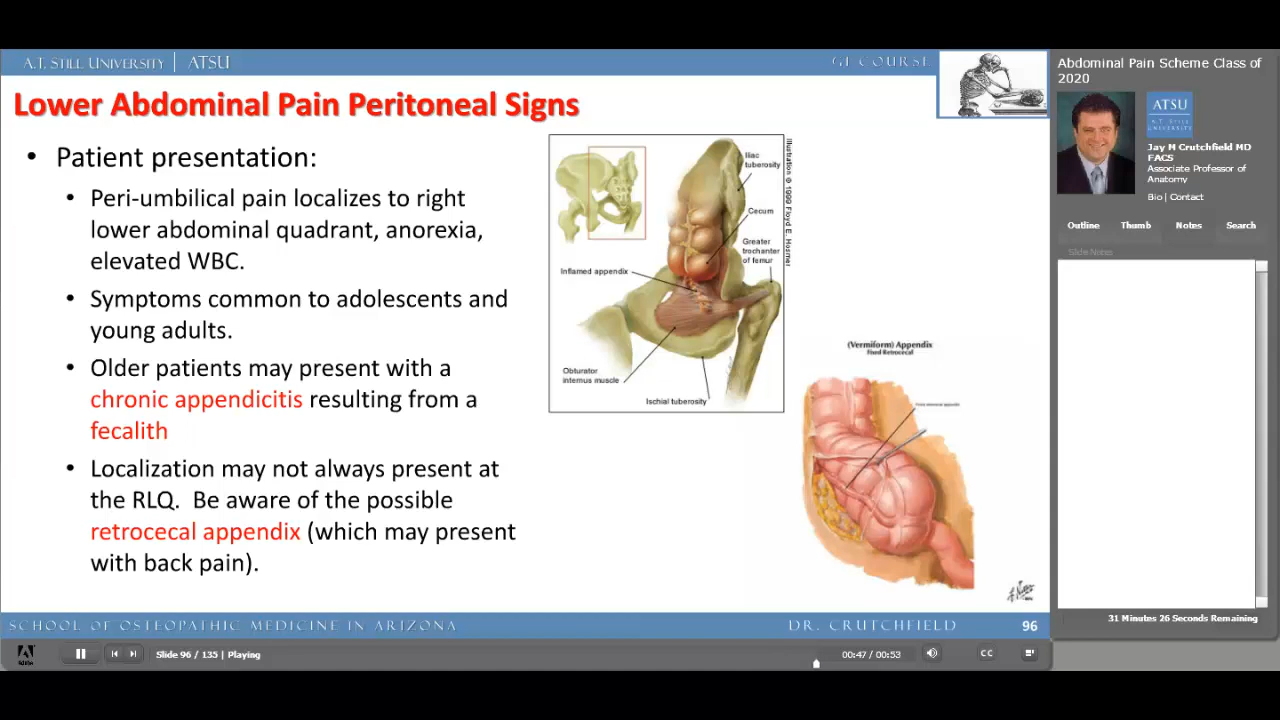 A.T. STILL UNIVERSITY | ATSU
GI COURSE
Lower Abdominal Pain Peritoneal Signs
• Patient presentation:
• Peri-umbilical pain localizes to right
lower abdominal quadrant, anorexia,
elevated WBC.
• Symptoms common to adolescents and
young adults.
• Older patients may present with a
chronic appendicitis resulting from a
fecalith
• Localization may not always present at
the RLQ. Be aware of the possible
retrocecal appendix (which may present
with back pain).
Iliac
tuberosity
Cecum
Greater
trochanter
of femur
Inflamed appendix
Obturator
internus muscle
Ischial tuberosity
Illustration © 1999 Floyd E. Hosmer
(Vermiform) Appendix
Fixed Retrocecal
SCHOOL OF OSTEOPATHIC MEDICINE IN ARIZONA
DR. CRUTCHFIELD
96
Abdominal Pain Scheme Class of
2020
ATSU
A.T. STILL
UNIVERSITY
Jay M Crutchfield MD
FACS
Associate Professor of
Anatomy
Bio | Contact
Outline
Thumb
Notes
Search
Slide Notes
31 Minutes 26 Seconds Remaining
Slide 96 / 135 | Playing
00:47 / 00:53
CC